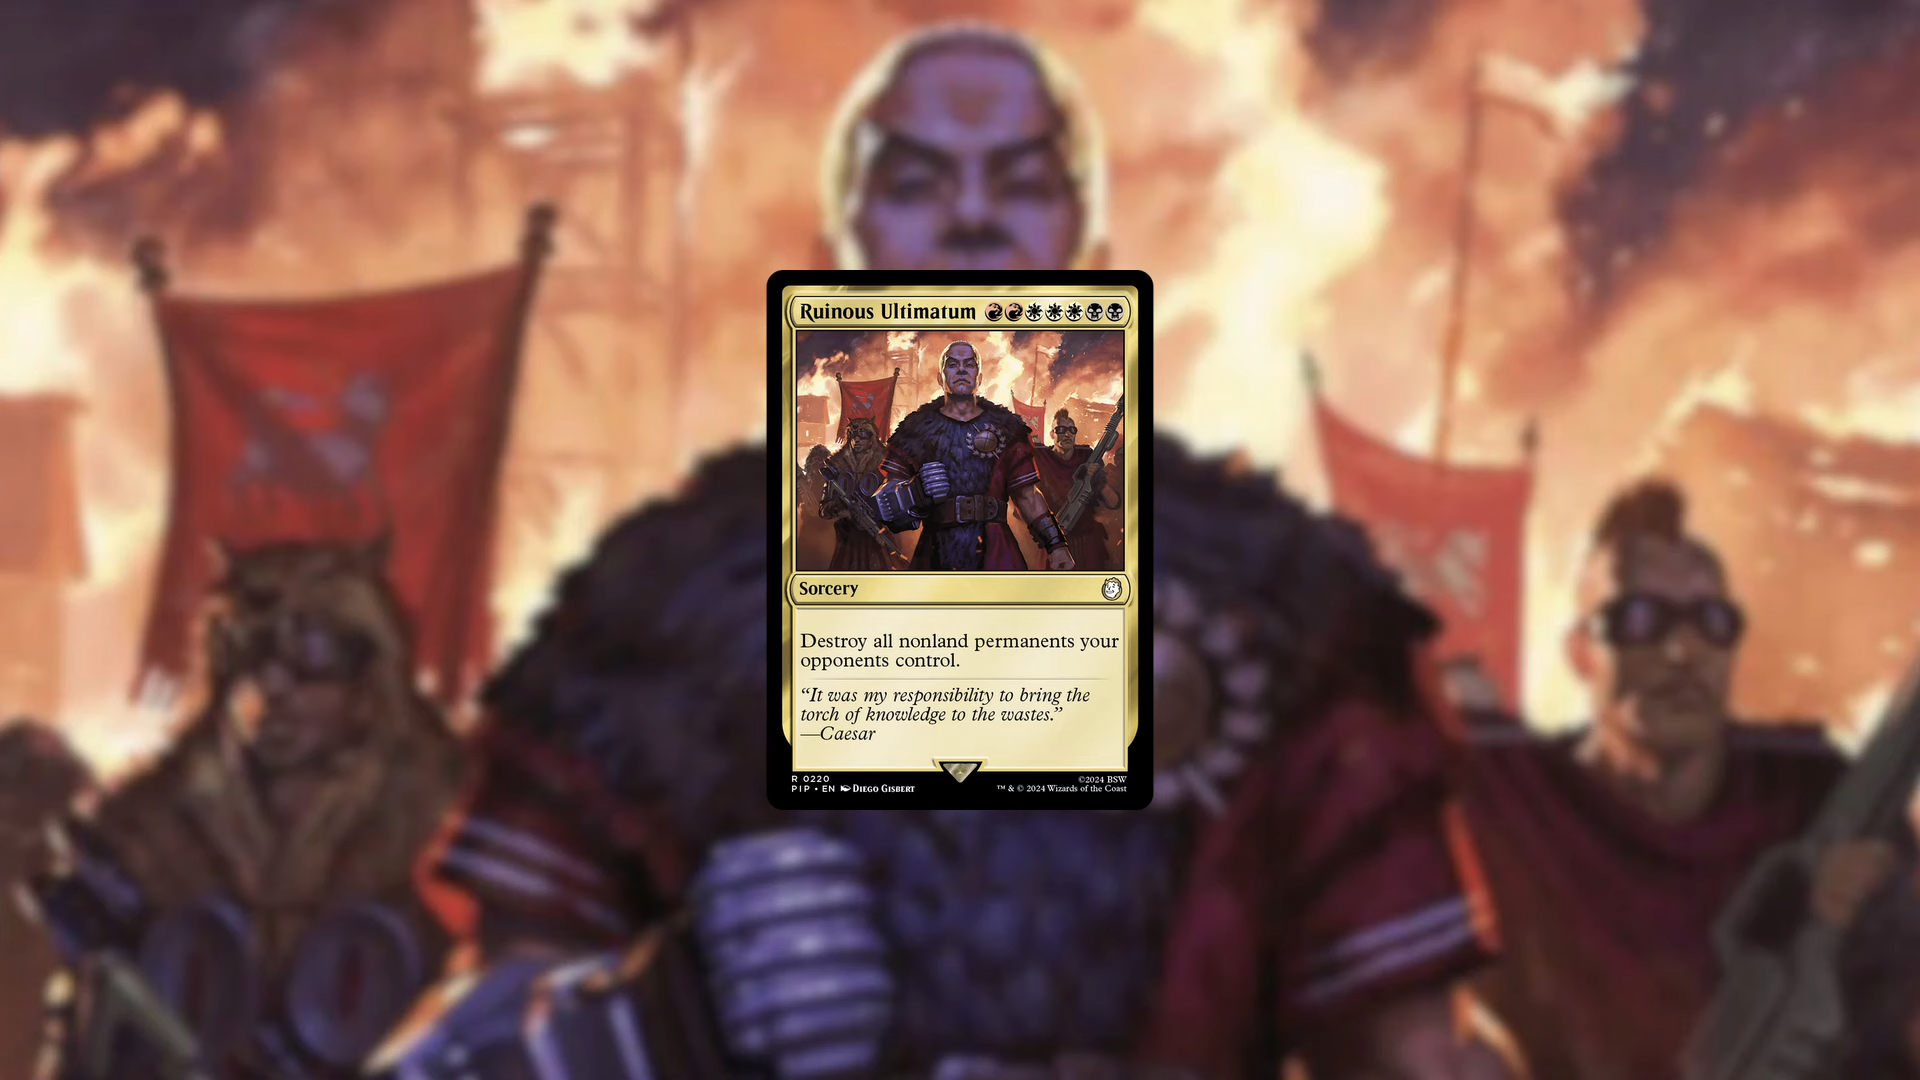 Ruinous Ultimatum
Sorcery
Destroy all nonland permanents your
opponents control.
“It was my responsibility to bring the
torch of knowledge to the wastes.”
—Caesar
R 0220
PIP • EN Diego Gisbert
©2024 BSW
™ & © 2024 Wizards of the Coast